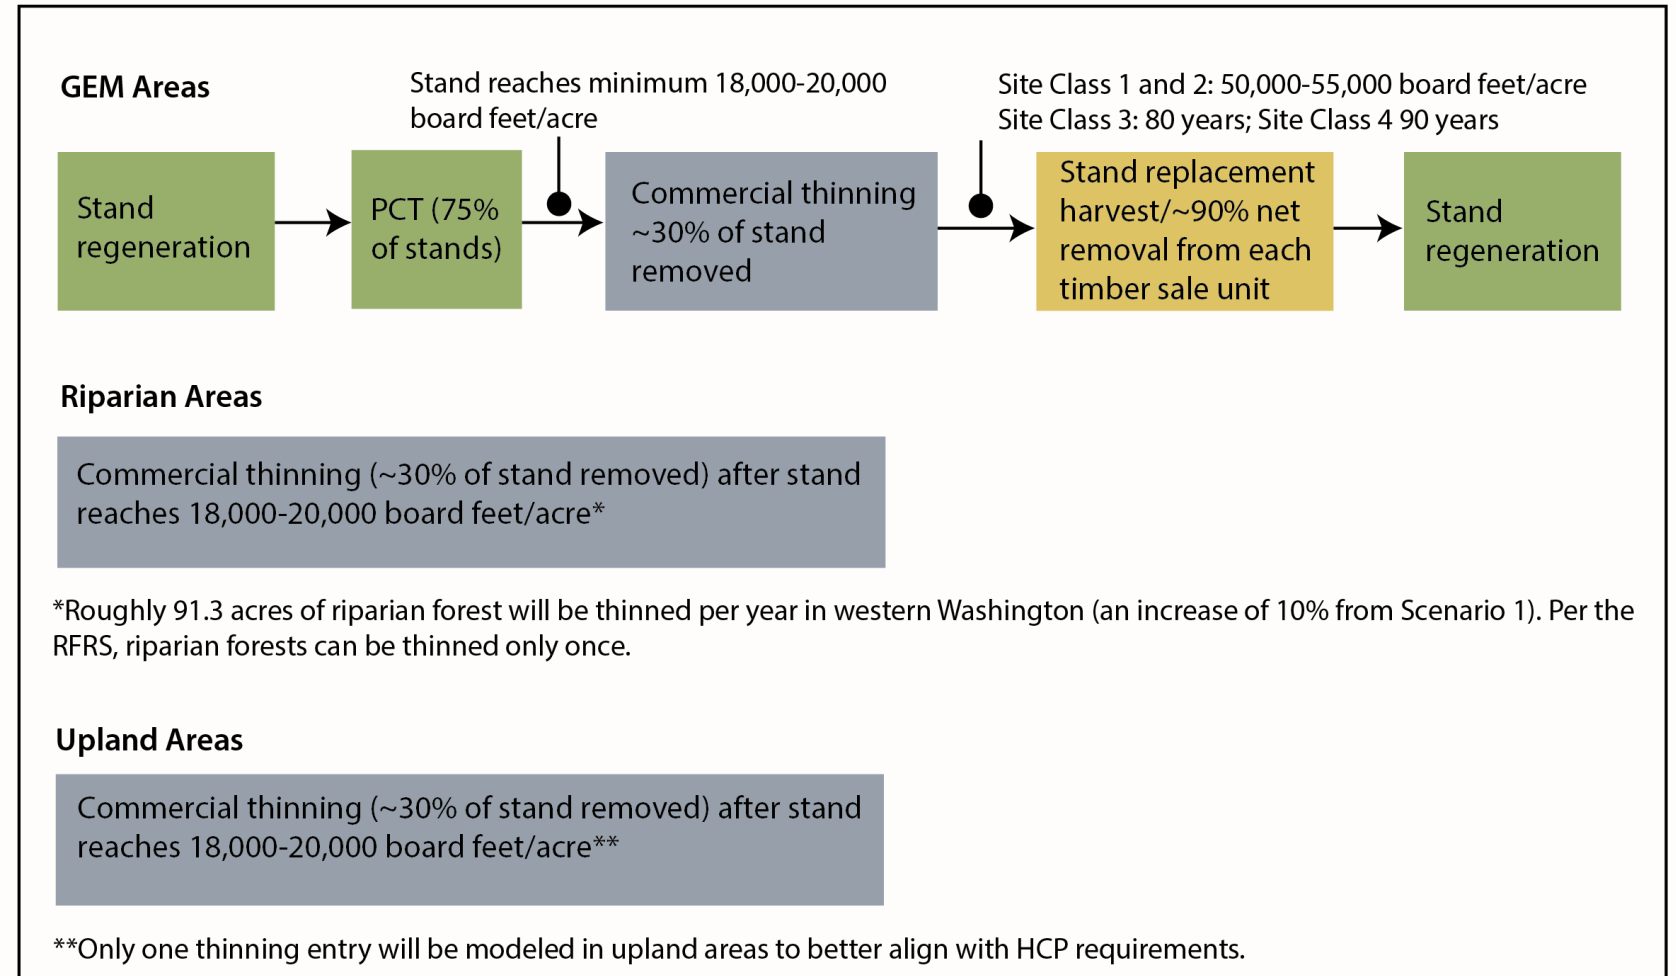 GEM Areas
Stand reaches minimum 18,000-20,000
board feet/acre
Site Class 1 and 2: 50,000-55,000 board feet/acre
Site Class 3: 80 years; Site Class 4 90 years
Stand
regeneration
PCT (75%
of stands)
Commercial thinning
~30% of stand
removed
Stand replacement
harvest/~90% net
removal from each
timber sale unit
Stand
regeneration
Riparian Areas
Commercial thinning (~30% of stand removed) after stand
reaches 18,000-20,000 board feet/acre*
*Roughly 91.3 acres of riparian forest will be thinned per year in western Washington (an increase of 10% from Scenario 1). Per the
RFRS, riparian forests can be thinned only once.
Upland Areas
Commercial thinning (~30% of stand removed) after stand
reaches 18,000-20,000 board feet/acre**
**Only one thinning entry will be modeled in upland areas to better align with HCP requirements.